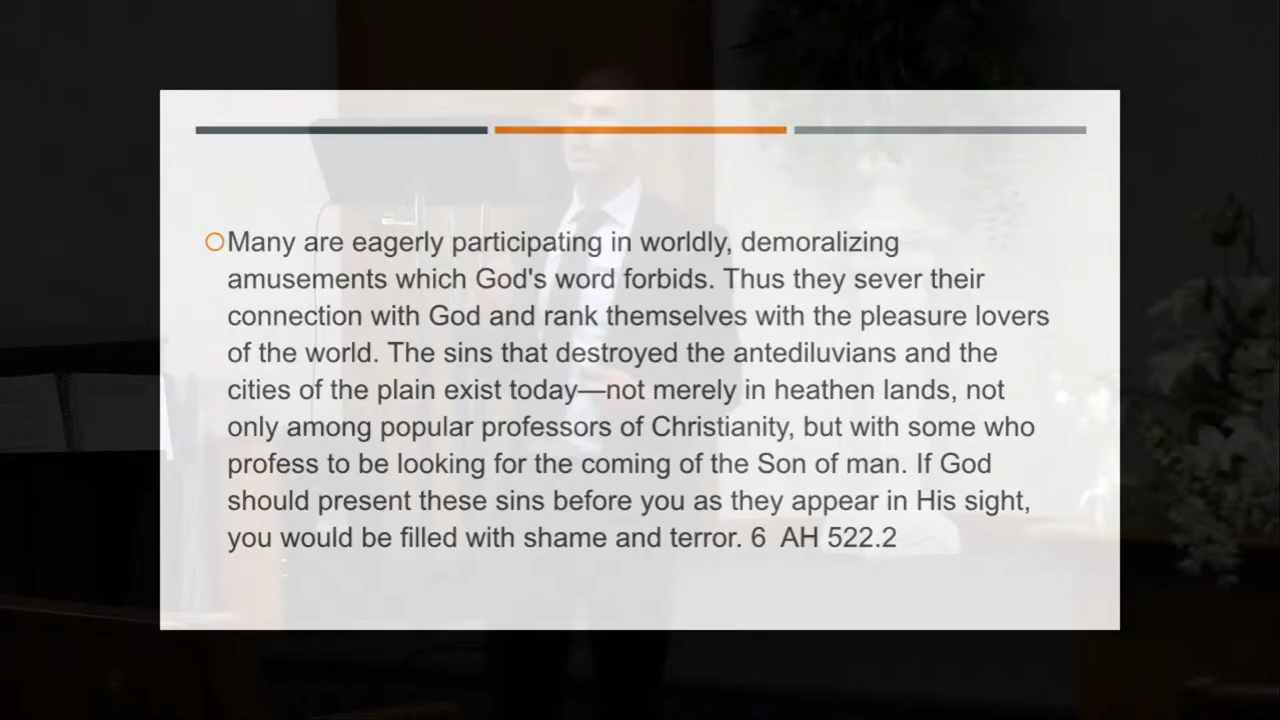 Many are eagerly participating in worldly, demoralizing
amusements which God's word forbids. Thus they sever their
connection with God and rank themselves with the pleasure lovers
of the world. The sins that destroyed the antediluvians and the
cities of the plain exist today—not merely in heathen lands, not
only among popular professors of Christianity, but with some who
profess to be looking for the coming of the Son of man. If God
should present these sins before you as they appear in His sight,
you would be filled with shame and terror. 6  AH 522.2